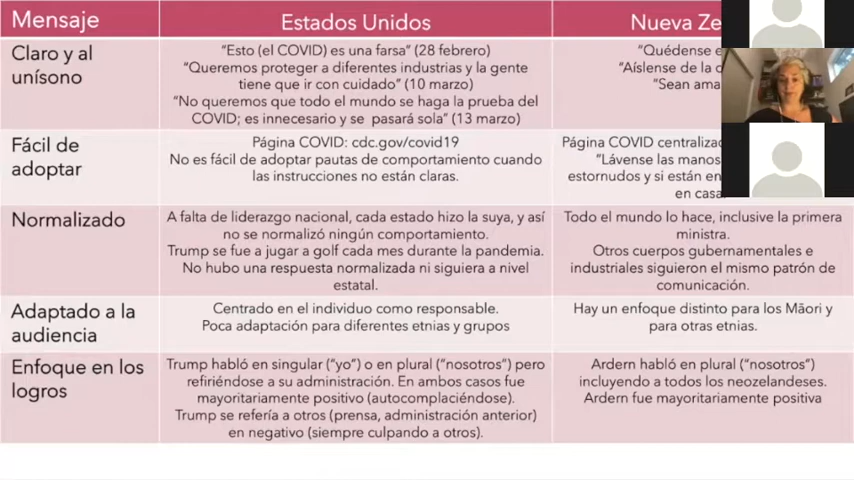 Mensaje
Estados Unidos
Nueva Ze
Claro y al
unísono
"Esto (el COVID) es una farsa" (28 febrero)
"Queremos proteger a diferentes industrias y la gente
tiene que ir con cuidado" (10 marzo)
"No queremos que todo el mundo se haga la prueba del
COVID; es innecesario y se pasará sola" (13 marzo)
"Quédense
"Aíslense de la
"Sean
Fácil de
adoptar
Página COVID: cdc.gov/covid19
No es fácil de adoptar pautas de comportamiento cuando
las instrucciones no están claras.
Página COVID
"Lávense las manos
estornudos y si están
en casa
Normalizado
A falta de liderazgo nacional, cada estado hizo la suya, y así
no se normalizó ningún comportamiento.
Trump se fue a jugar a golf cada mes durante la pandemia.
No hubo una respuesta normalizada ni siguiera a nivel
estatal.
Todo el mundo lo hace, inclusive la primera
ministra.
Otros cuerpos gubernamentales e
industriales siguieron el mismo patrón de
comunicación.
Adaptado a la
audiencia
Centrado en el individuo como responsable.
Poca adaptación para diferentes etnias y grupos
Hay un enfoque distinto para los Māori y
para otras etnias.
Enfoque en los
logros
Trump habló en singular ("yo") o en plural ("nosotros") pero
refiriéndose a su administración. En ambos casos fue
mayoritariamente positivo (autocomplaciéndose).
Trump se refería a otros (prensa, administración anterior)
en negativo (siempre culpando a otros).
Ardern habló en plural ("nosotros")
incluyendo a todos los neozelandeses.
Ardern fue mayoritariamente positiva